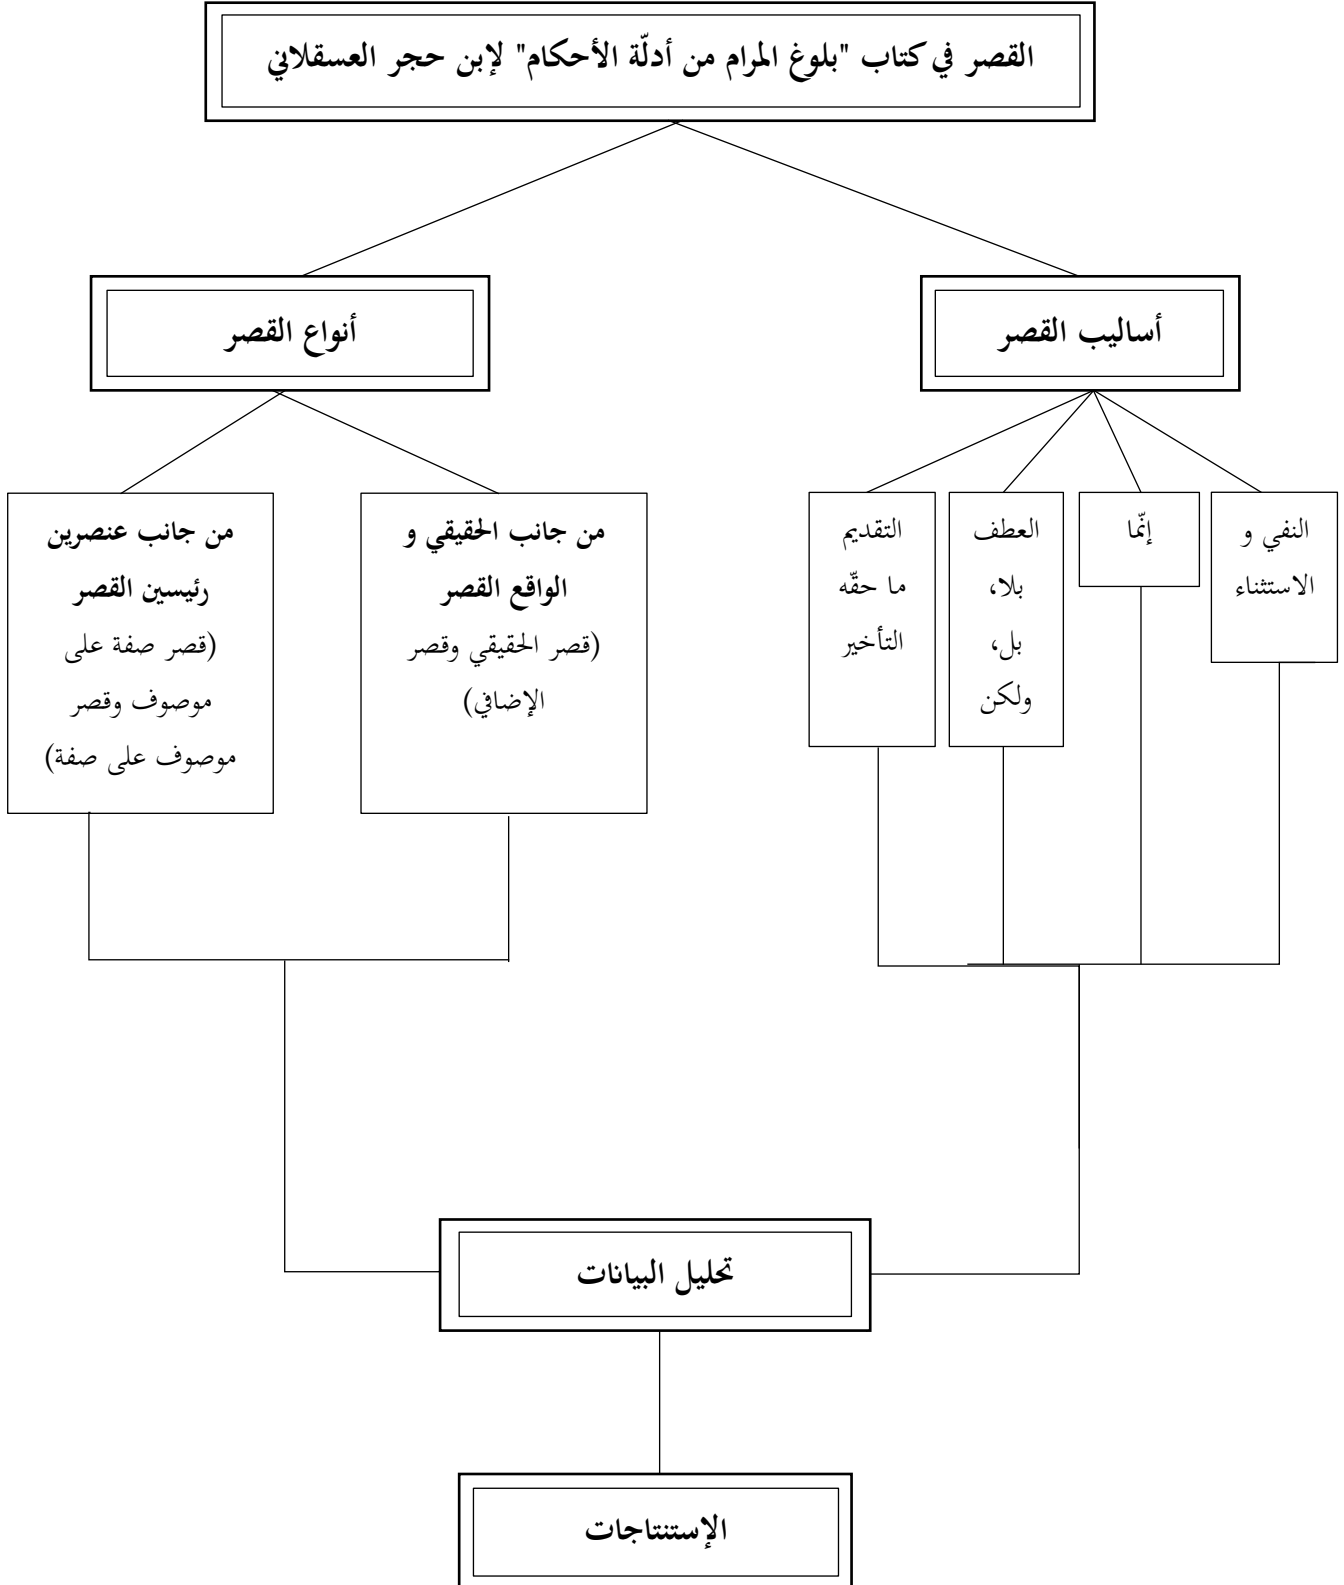 القصر في كتاب "بلوغ المرام من أدلّة الأحكام" لإبن حجر العسقلاني
أساليب القصر
أنواع القصر
النفي و
الاستثناء
إنّما
العطف
بلا،
بل،
ولكن
التقديم
ما حقّه
التأخير
من جانب الحقيقي و
الواقع القصر
(قصر الحقيقي وقصر
الإضافي)
من جانب عنصرين
رئيسين القصر
(قصر صفة على
موصوف وقصر
موصوف على صفة)
تحليل البيانات
الإستنتاجات